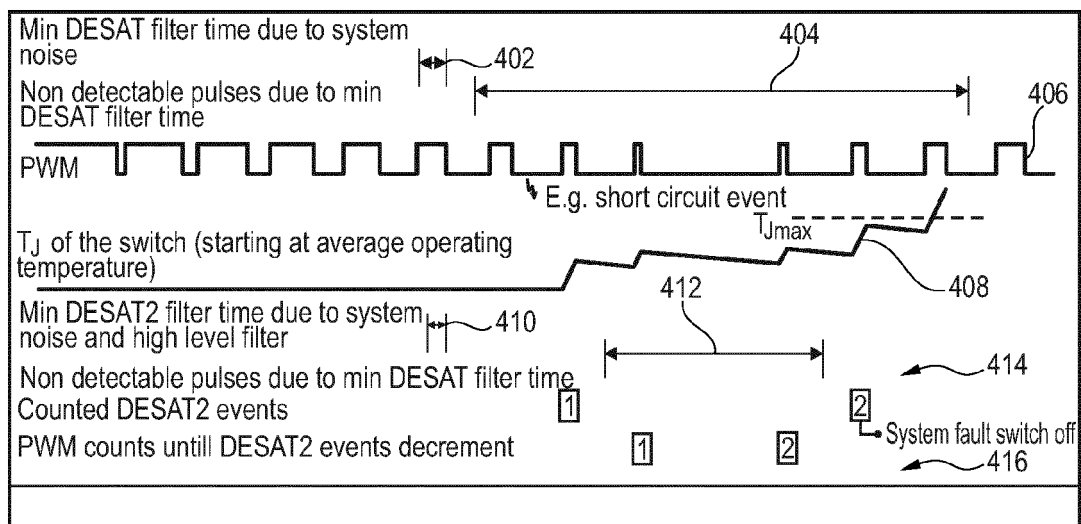 Min DESAT filter time due to system
noise
402
404
Non detectable pulses due to min
DESAT filter time
406
PWM
E.g. short circuit event
TJmax
TJ of the switch (starting at average operating
temperature)
408
412
Min DESAT2 filter time due to system
noise and high level filter
410
Non detectable pulses due to min DESAT filter time
414
Counted DESAT2 events
1
2
System fault switch off
PWM counts untill DESAT2 events decrement
1
2
416